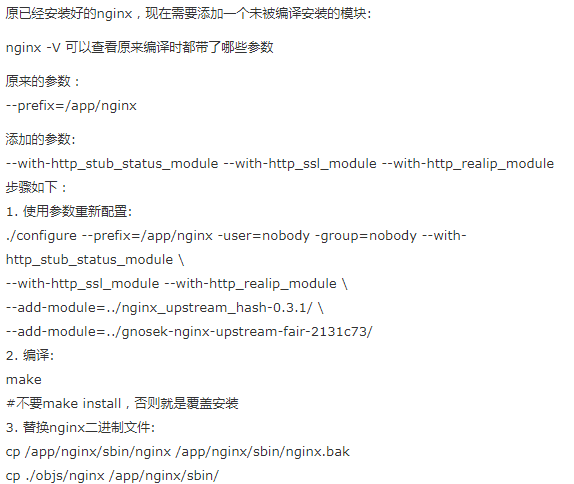 原已经安装好的nginx，现在需要添加一个未被编译安装的模块:
nginx -V 可以查看原来编译时都带了哪些参数
原来的参数：
--prefix=/app/nginx
添加的参数:
--with-http_stub_status_module --with-http_ssl_module --with-http_realip_module
步骤如下：
1. 使用参数重新配置:
./configure --prefix=/app/nginx -user=nobody -group=nobody --with-
http_stub_status_module \
--with-http_ssl_module --with-http_realip_module \
--add-module=../nginx_upstream_hash-0.3.1/ \
--add-module=../gnosek-nginx-upstream-fair-2131c73/
2. 编译:
make
#不要make install，否则就是覆盖安装
3. 替换nginx二进制文件:
cp /app/nginx/sbin/nginx /app/nginx/sbin/nginx.bak
cp ./objs/nginx /app/nginx/sbin/